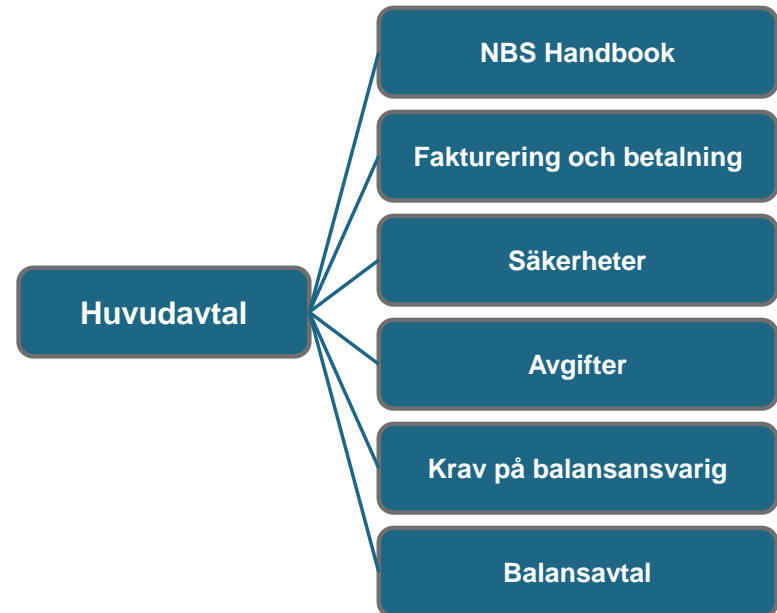 NBS Handbook
Fakturering och betalning
Säkerheter
Huvudavtal
Avgifter
Krav på balansansvarig
Balansavtal